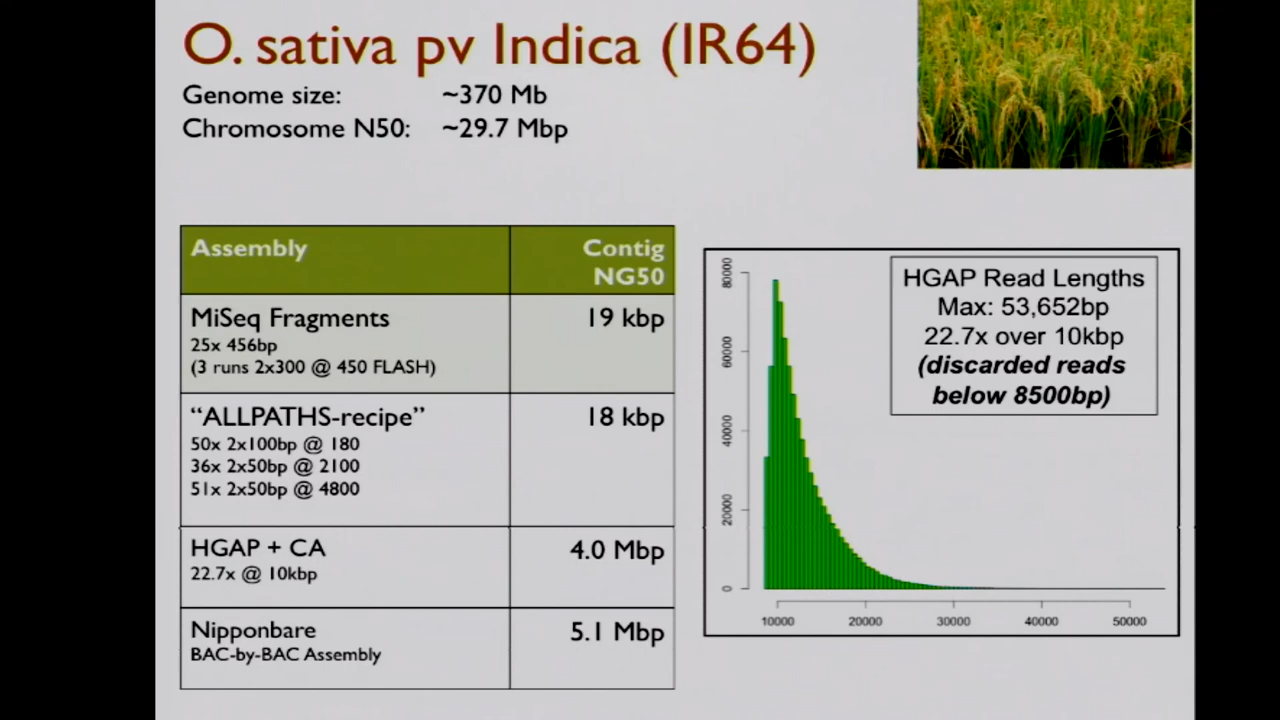 O. sativa pv Indica (IR64)
Genome size: ~370 Mb
Chromosome N50: ~29.7 Mbp
Assembly
Contig
NG50
MiSeq Fragments
19 kbp
25x 456bp
(3 runs 2x300 @ 450 FLASH)
“ALLPATHS-recipe”
18 kbp
50x 2x100bp @ 180
36x 2x50bp @ 2100
51x 2x50bp @ 4800
HGAP + CA
4.0 Mbp
22.7x @ 10kbp
Nipponbare
5.1 Mbp
BAC-by-BAC Assembly
HGAP Read Lengths
Max: 53,652bp
22.7x over 10kbp
(discarded reads
below 8500bp)
80000
60000
40000
20000
0
10000 20000 30000 40000 50000